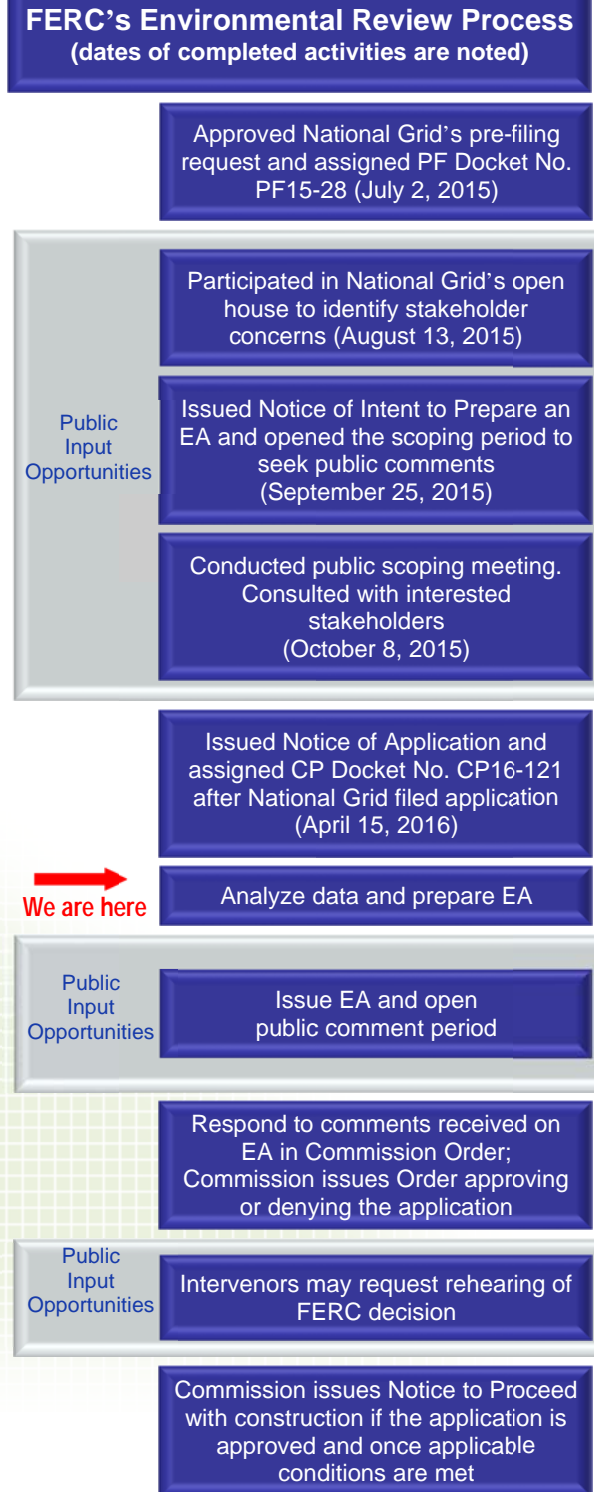 FERC's Environmental Review Process
(dates of completed activities are noted)
Approved National Grid's pre-filing
request and assigned PF Docket No.
PF15-28 (July 2, 2015)
Public
Input
Opportunities
Participated in National Grid's open
house to identify stakeholder
concerns (August 13, 2015)
Issued Notice of Intent to Prepare an
EA and opened the scoping period to
seek public comments
(September 25, 2015)
Conducted public scoping meeting.
Consulted with interested
stakeholders
(October 8, 2015)
Issued Notice of Application and
assigned CP Docket No. CP16-121
after National Grid filed application
(April 15, 2016)
We are here
Analyze data and prepare EA
Public
Input
Opportunities
Issue EA and open
public comment period
Respond to comments received on
EA in Commission Order;
Commission issues Order approving
or denying the application
Public
Input
Opportunities
Intervenors may request rehearing of
FERC decision
Commission issues Notice to Proceed
with construction if the application is
approved and once applicable
conditions are met